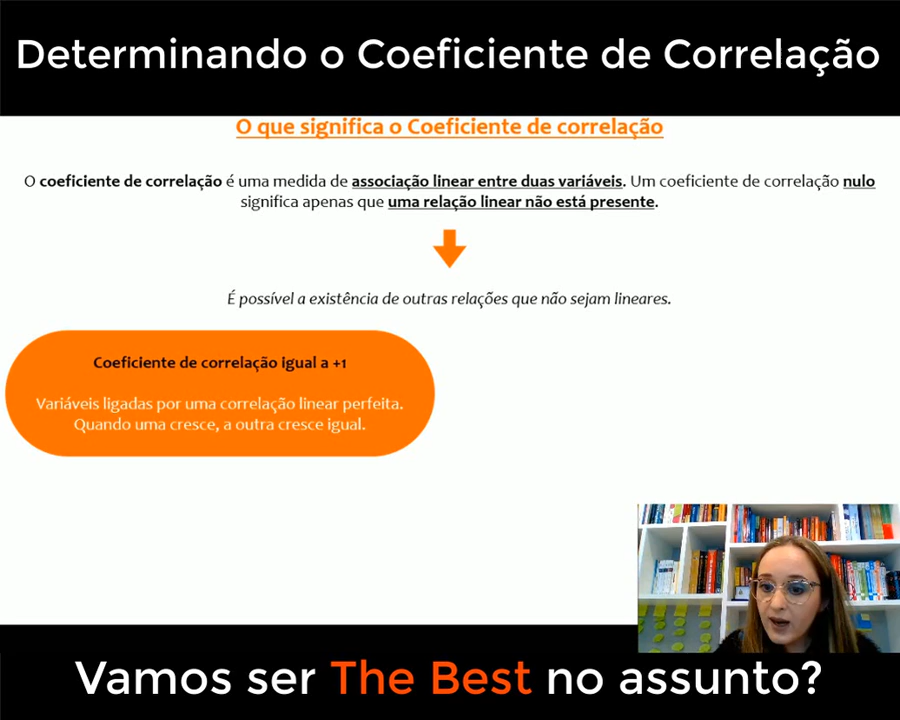 Determinando o Coeficiente de Correlação
O que significa o Coeficiente de correlação
O coeficiente de correlação é uma medida de associação linear entre duas variáveis. Um coeficiente de correlação nulo
significa apenas que uma relação linear não está presente.
É possível a existência de outras relações que não sejam lineares.
Coeficiente de correlação igual a +1
Variáveis ligadas por uma correlação linear perfeita.
Quando uma cresce, a outra cresce igual.
Vamos ser The Best no assunto?